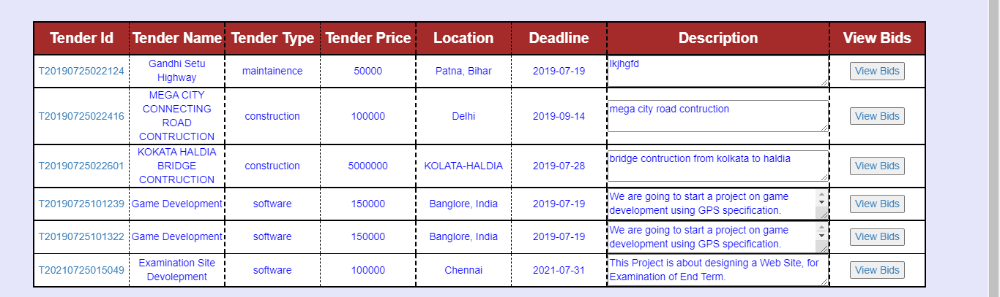 Tender Id Tender Name Tender Type Tender Price Location Deadline Description View Bids
T20190725022124 Gandhi Setu Highway maintainence 50000 Patna, Bihar 2019-07-19 lkjhgfd View Bids
T20190725022416 MEGA CITY CONNECTING ROAD CONTRUCTION construction 100000 Delhi 2019-09-14 mega city road contruction View Bids
T20190725022601 KOKATA HALDIA BRIDGE CONTRUCTION construction 5000000 KOLATA-HALDIA 2019-07-28 bridge contruction from kolkata to haldia View Bids
T20190725101239 Game Development software 150000 Banglore, India 2019-07-19 We are going to start a project on game development using GPS specification. View Bids
T20190725101322 Game Development software 150000 Banglore, India 2019-07-19 We are going to start a project on game development using GPS specification. View Bids
T20210725015049 Examination Site Devolepment software 100000 Chennai 2021-07-31 This Project is about designing a Web Site, for Examination of End Term. View Bids